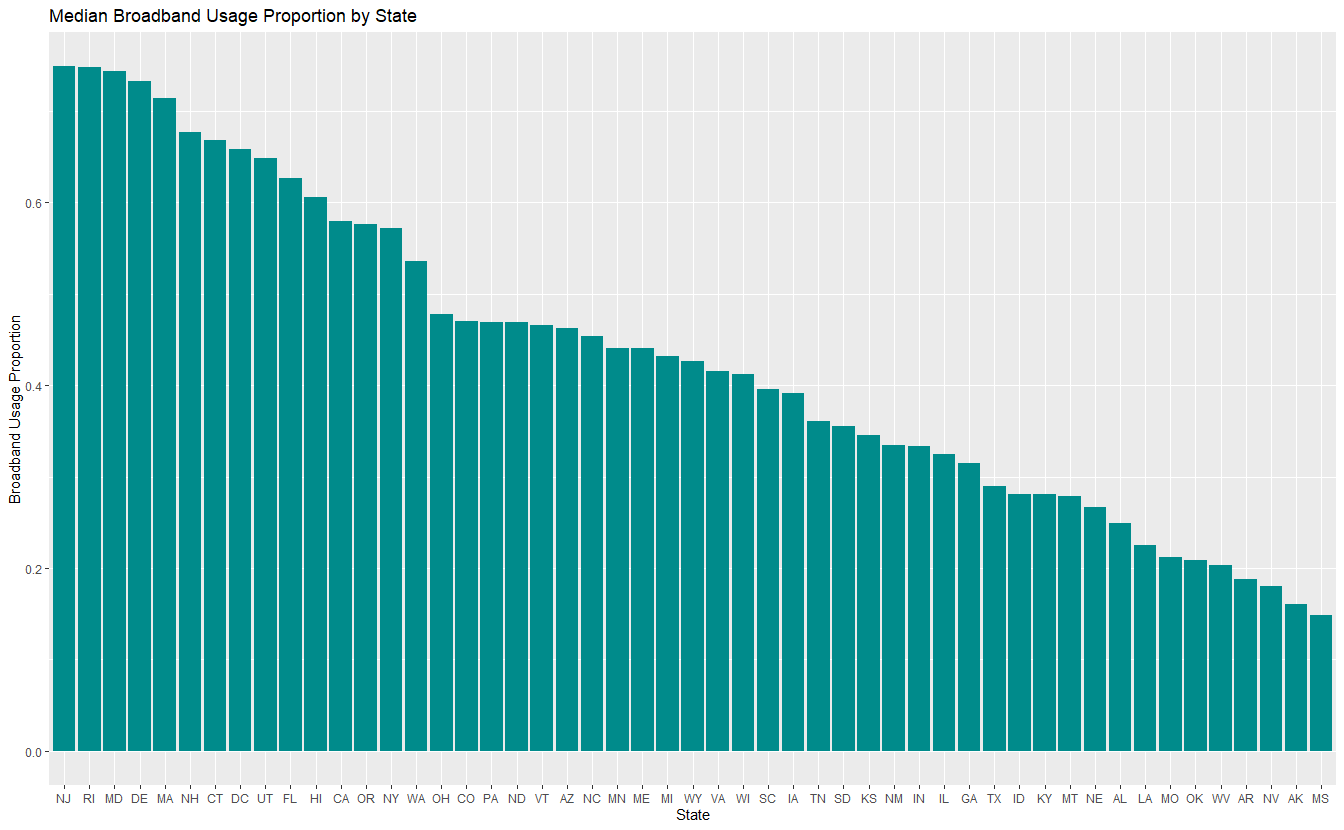 Median Broadband Usage Proportion by State
Broadband Usage Proportion
0.6
0.4
0.2
0.0
NJ RI MD DE MA NH CT DC UT FL HI CA OR NY WA OH CO PA ND VT AZ NC MN ME MI WY VA WI SC IA TN SD KS NM IN IL GA TX ID KY MT NE AL LA MO OK WV AR NV AK MS
State